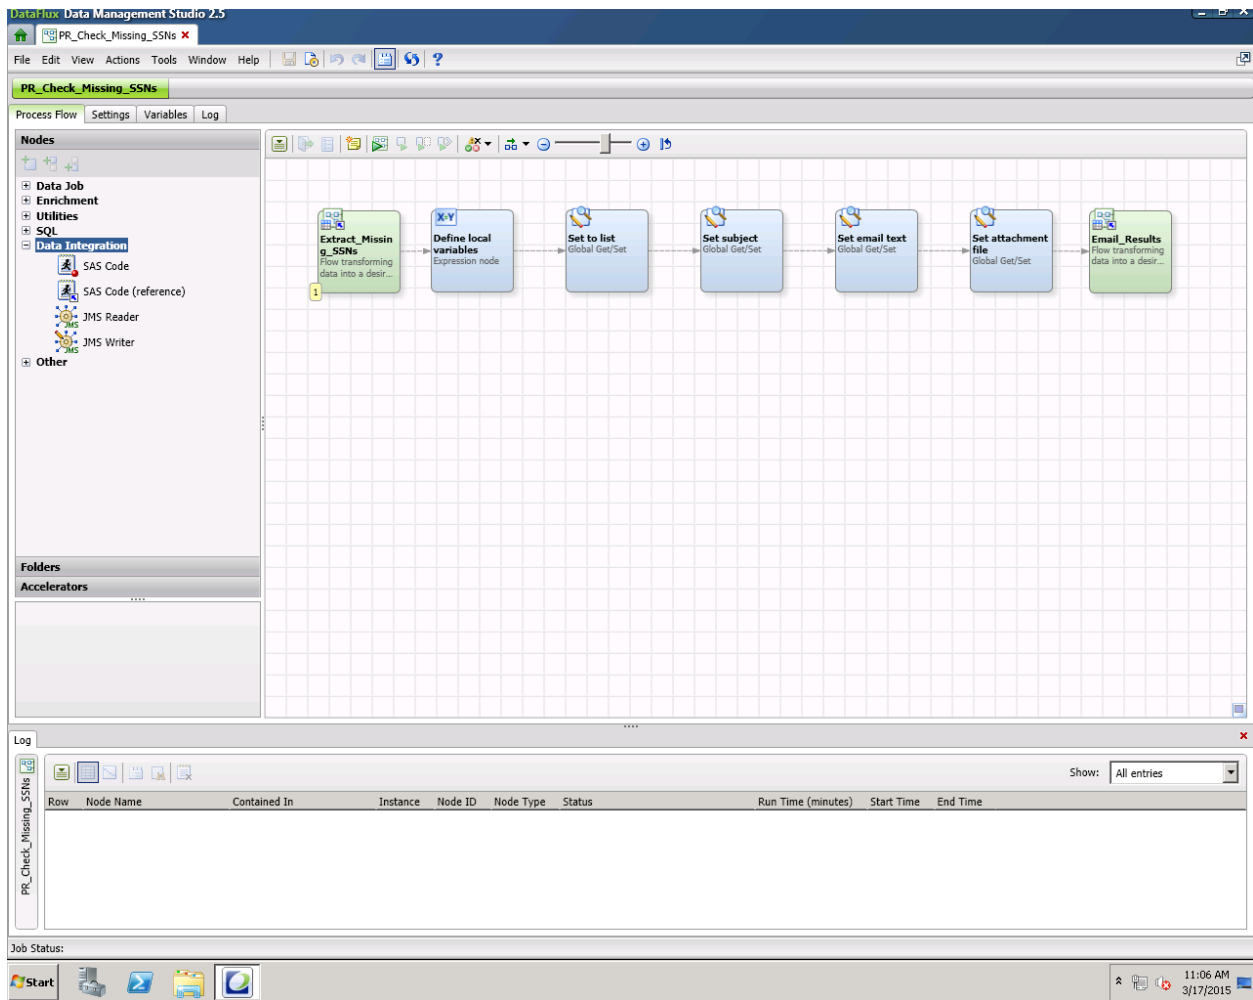 DataFlux Data Management Studio 2.5
PR_Check_Missing_SSNs
File Edit View Actions Tools Window Help
PR_Check_Missing_SSNs
Process Flow Settings Variables Log
Nodes
Data Job
Enrichment
Utilities
SQL
Data Integration
SAS Code
SAS Code (reference)
JMS Reader
JMS Writer
Other
Folders
Accelerators
Extract_Missin
g_SSNs
Flow transforming
data into a desir...
1
X=Y
Define local
variables
Expression node
Set to list
Global Get/Set
Set subject
Global Get/Set
Set email text
Global Get/Set
Set attachment
file
Global Get/Set
Email_Results
Flow transforming
data into a desir...
Log
PR_Check_Missing_SSNs
Show: All entries
Row Node Name Contained In Instance Node ID Node Type Status Run Time (minutes) Start Time End Time
Job Status:
Start
11:06 AM
3/17/2015